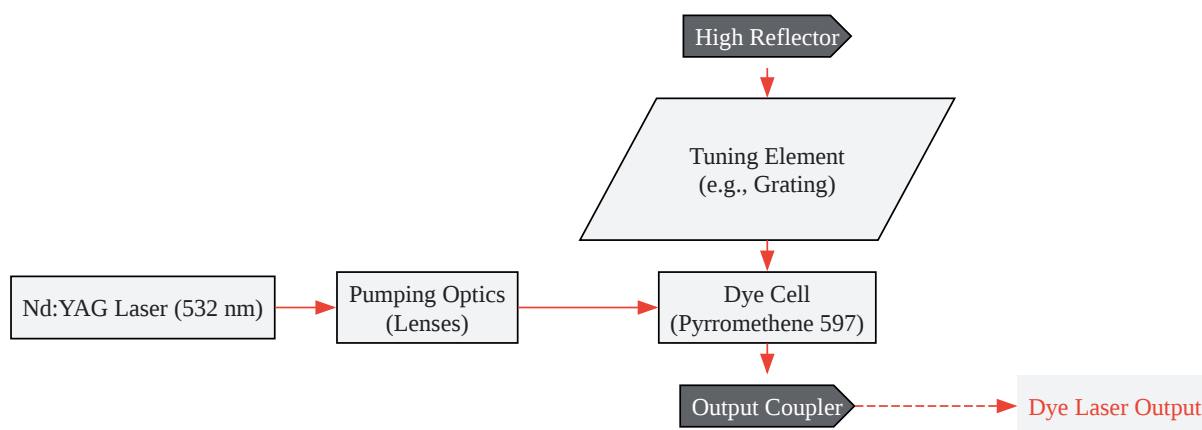 High Reflector
Tuning Element
(e.g., Grating)
Nd:YAG Laser (532 nm)
Pumping Optics
(Lenses)
Dye Cell
(Pyrromethene 597)
Output Coupler
Dye Laser Output